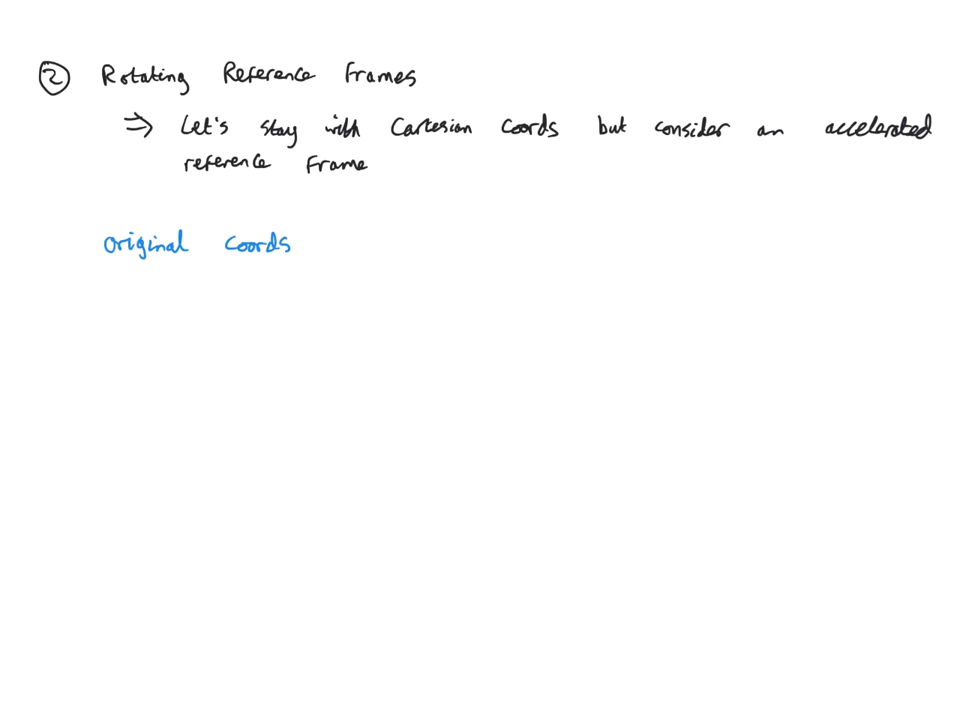 ② Rotating Reference Frames
⇒ Let's stay with Cartesian Coords but consider an accelerated
reference frame
Original Coords